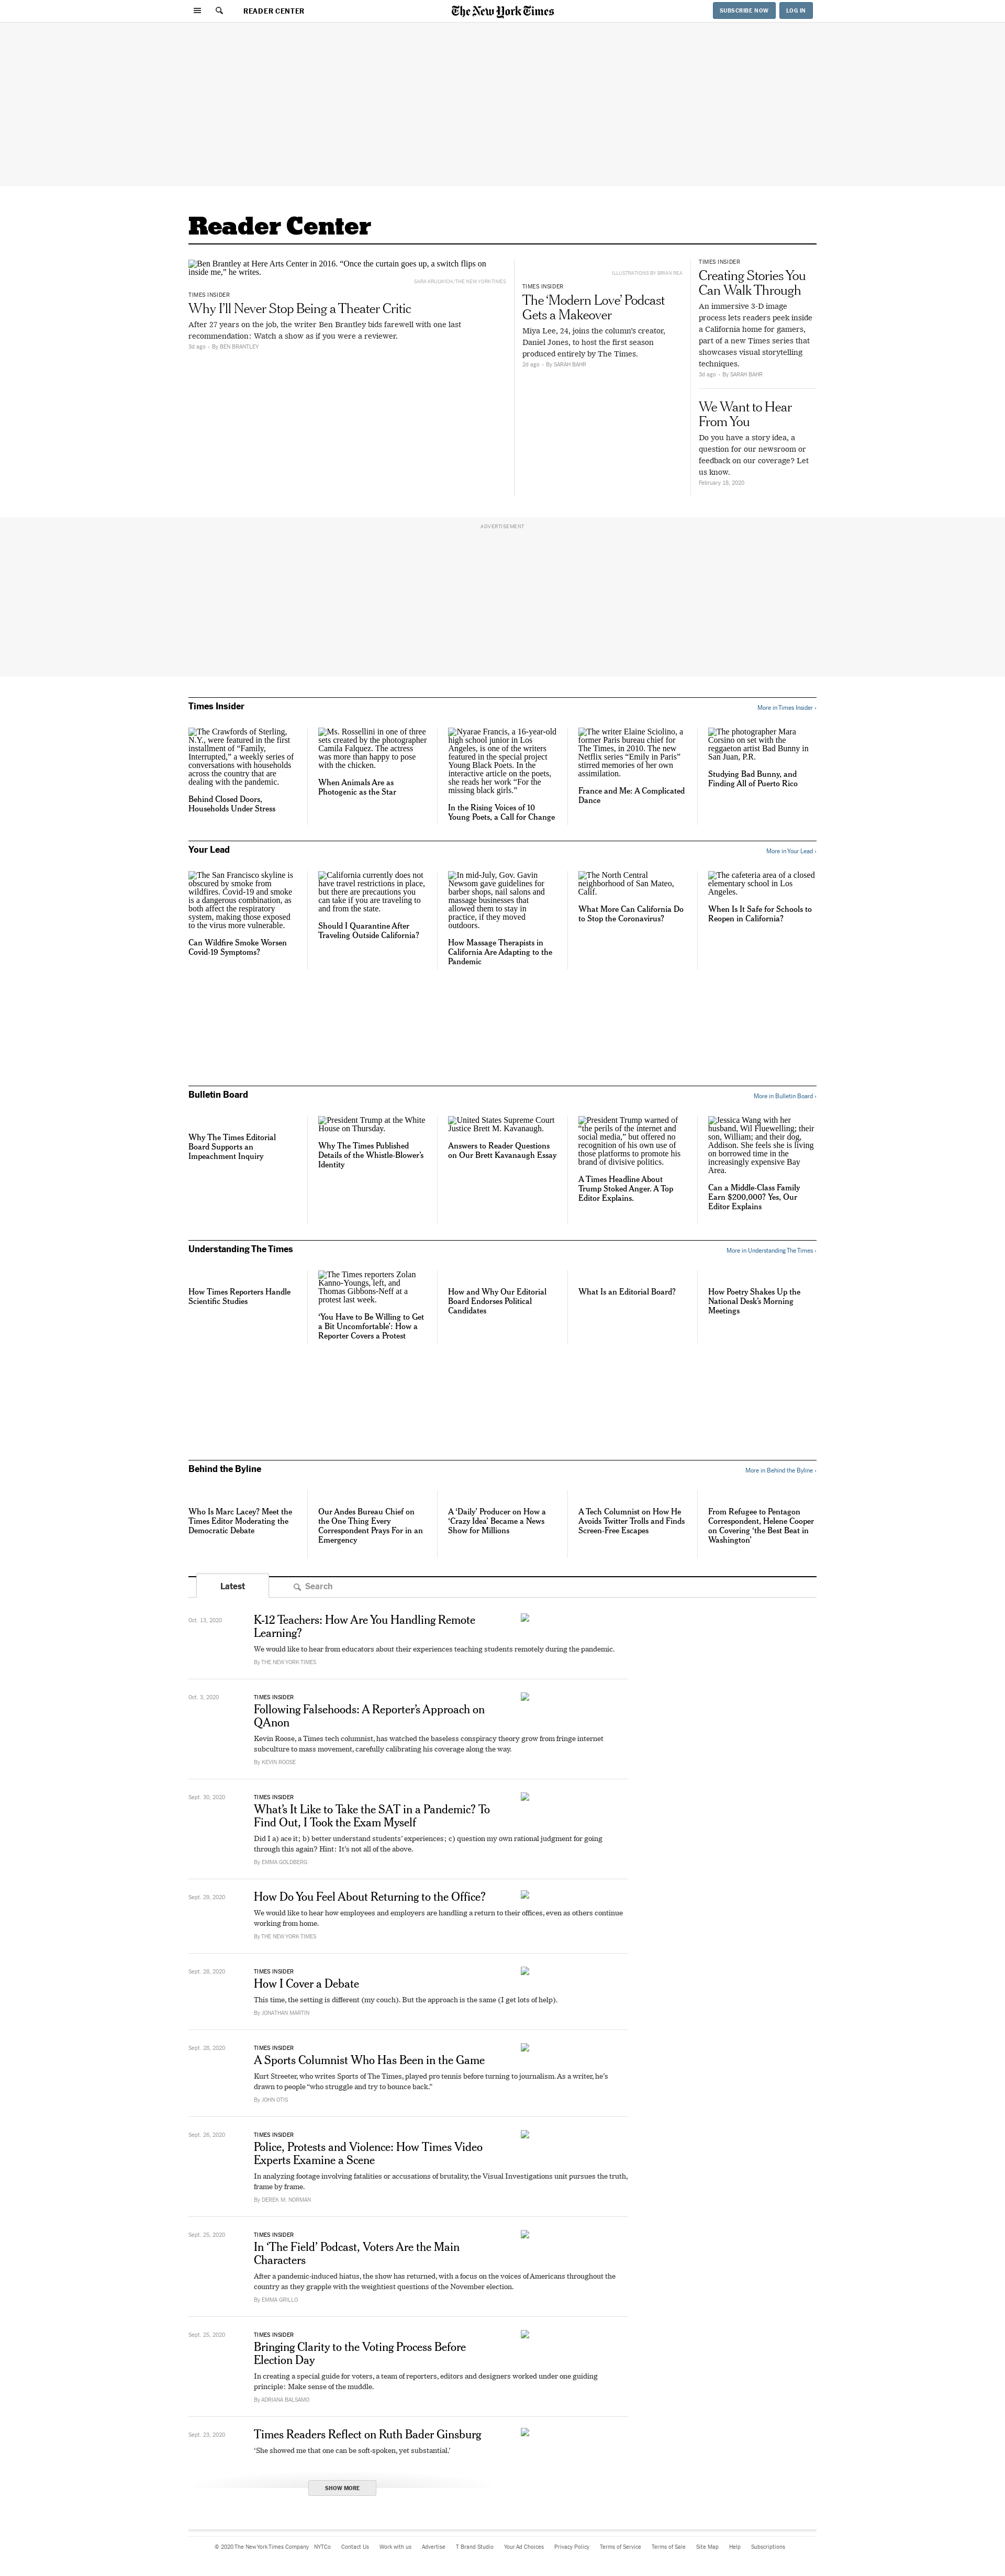 READER CENTER
The New York Times
SUBSCRIBE NOW
LOG IN
Reader Center
Ben Brantley at Here Arts Center in 2016. “Once the curtain goes up, a switch flips on
inside me,” he writes.
SARA KRULWICH/THE NEW YORK TIMES
TIMES INSIDER
Why I’ll Never Stop Being a Theater Critic
After 27 years on the job, the writer Ben Brantley bids farewell with one last
recommendation: Watch a show as if you were a reviewer.
3d ago · By BEN BRANTLEY
ILLUSTRATIONS BY BRIAN REA
TIMES INSIDER
The ‘Modern Love’ Podcast
Gets a Makeover
Miya Lee, 24, joins the column’s creator,
Daniel Jones, to host the first season
produced entirely by The Times.
2d ago · By SARAH BAHR
TIMES INSIDER
Creating Stories You
Can Walk Through
An immersive 3-D image
process lets readers peek inside
a California home for gamers,
part of a new Times series that
showcases visual storytelling
techniques.
3d ago · By SARAH BAHR
We Want to Hear
From You
Do you have a story idea, a
question for our newsroom or
feedback on our coverage? Let
us know.
February 18, 2020
ADVERTISEMENT
Times Insider
More in Times Insider ›
The Crawfords of Sterling,
N.Y., were featured in the first
installment of “Family,
Interrupted,” a weekly series of
conversations with households
across the country that are
dealing with the pandemic.
Behind Closed Doors,
Households Under Stress
Ms. Rossellini in one of three
sets created by the photographer
Camila Falquez. The actress
was more than happy to pose
with the chicken.
When Animals Are as
Photogenic as the Star
Nyarae Francis, a 16-year-old
high school junior in Los
Angeles, is one of the writers
featured in the special project
Young Black Poets. In the
interactive article on the poets,
she reads her work “For the
missing black girls.”
In the Rising Voices of 10
Young Poets, a Call for Change
The writer Elaine Sciolino, a
former Paris bureau chief for
The Times, in 2010. The new
Netflix series “Emily in Paris”
stirred memories of her own
assimilation.
France and Me: A Complicated
Dance
The photographer Mara
Corsino on set with the
reggaeton artist Bad Bunny in
San Juan, P.R.
Studying Bad Bunny, and
Finding All of Puerto Rico
Your Lead
More in Your Lead ›
The San Francisco skyline is
obscured by smoke from
wildfires. Covid-19 and smoke
is a dangerous combination, as
both affect the respiratory
system, making those exposed
to the virus more vulnerable.
Can Wildfire Smoke Worsen
Covid-19 Symptoms?
California currently does not
have travel restrictions in place,
but there are precautions you
can take if you are traveling to
and from the state.
Should I Quarantine After
Traveling Outside California?
In mid-July, Gov. Gavin
Newsom gave guidelines for
barber shops, nail salons and
massage businesses that
allowed them to stay in
practice, if they moved
outdoors.
How Massage Therapists in
California Are Adapting to the
Pandemic
The North Central
neighborhood of San Mateo,
Calif.
What More Can California Do
to Stop the Coronavirus?
The cafeteria area of a closed
elementary school in Los
Angeles.
When Is It Safe for Schools to
Reopen in California?
Bulletin Board
More in Bulletin Board ›
Why The Times Editorial
Board Supports an
Impeachment Inquiry
President Trump at the White
House on Thursday.
Why The Times Published
Details of the Whistle-Blower’s
Identity
United States Supreme Court
Justice Brett M. Kavanaugh.
Answers to Reader Questions
on Our Brett Kavanaugh Essay
President Trump warned of
“the perils of the internet and
social media,” but offered no
recognition of his own use of
those platforms to promote his
brand of divisive politics.
A Times Headline About
Trump Stoked Anger. A Top
Editor Explains.
Jessica Wang with her
husband, Wil Fluewelling; their
son, William; and their dog,
Addison. She feels she is living
on borrowed time in the
increasingly expensive Bay
Area.
Can a Middle-Class Family
Earn $200,000? Yes, Our
Editor Explains
Understanding The Times
More in Understanding The Times ›
How Times Reporters Handle
Scientific Studies
The Times reporters Zolan
Kanno-Youngs, left, and
Thomas Gibbons-Neff at a
protest last week.
‘You Have to Be Willing to Get
a Bit Uncomfortable’: How a
Reporter Covers a Protest
How and Why Our Editorial
Board Endorses Political
Candidates
What Is an Editorial Board?
How Poetry Shakes Up the
National Desk’s Morning
Meetings
Behind the Byline
More in Behind the Byline ›
Who Is Marc Lacey? Meet the
Times Editor Moderating the
Democratic Debate
Our Andes Bureau Chief on
the One Thing Every
Correspondent Prays For in an
Emergency
A ‘Daily’ Producer on How a
‘Crazy Idea’ Became a News
Show for Millions
A Tech Columnist on How He
Avoids Twitter Trolls and Finds
Screen-Free Escapes
From Refugee to Pentagon
Correspondent, Helene Cooper
on Covering ‘the Best Beat in
Washington’
Latest
Search
Oct. 13, 2020
K-12 Teachers: How Are You Handling Remote
Learning?
We would like to hear from educators about their experiences teaching students remotely during the pandemic.
By THE NEW YORK TIMES
Oct. 3, 2020
TIMES INSIDER
Following Falsehoods: A Reporter’s Approach on
QAnon
Kevin Roose, a Times tech columnist, has watched the baseless conspiracy theory grow from fringe internet
subculture to mass movement, carefully calibrating his coverage along the way.
By KEVIN ROOSE
Sept. 30, 2020
TIMES INSIDER
What’s It Like to Take the SAT in a Pandemic? To
Find Out, I Took the Exam Myself
Did I a) ace it; b) better understand students’ experiences; c) question my own rational judgment for going
through this again? Hint: It’s not all of the above.
By EMMA GOLDBERG
Sept. 29, 2020
How Do You Feel About Returning to the Office?
We would like to hear how employees and employers are handling a return to their offices, even as others continue
working from home.
By THE NEW YORK TIMES
Sept. 28, 2020
TIMES INSIDER
How I Cover a Debate
This time, the setting is different (my couch). But the approach is the same (I get lots of help).
By JONATHAN MARTIN
Sept. 28, 2020
TIMES INSIDER
A Sports Columnist Who Has Been in the Game
Kurt Streeter, who writes Sports of The Times, played pro tennis before turning to journalism. As a writer, he’s
drawn to people “who struggle and try to bounce back.”
By JOHN OTIS
Sept. 26, 2020
TIMES INSIDER
Police, Protests and Violence: How Times Video
Experts Examine a Scene
In analyzing footage involving fatalities or accusations of brutality, the Visual Investigations unit pursues the truth,
frame by frame.
By DEREK M. NORMAN
Sept. 25, 2020
TIMES INSIDER
In ‘The Field’ Podcast, Voters Are the Main
Characters
After a pandemic-induced hiatus, the show has returned, with a focus on the voices of Americans throughout the
country as they grapple with the weightiest questions of the November election.
By EMMA GRILLO
Sept. 25, 2020
TIMES INSIDER
Bringing Clarity to the Voting Process Before
Election Day
In creating a special guide for voters, a team of reporters, editors and designers worked under one guiding
principle: Make sense of the muddle.
By ADRIANA BALSAMO
Sept. 23, 2020
Times Readers Reflect on Ruth Bader Ginsburg
‘She showed me that one can be soft-spoken, yet substantial.’
SHOW MORE
© 2020 The New York Times Company NYTCo Contact Us Work with us Advertise T Brand Studio Your Ad Choices Privacy Policy Terms of Service Terms of Sale Site Map Help Subscriptions